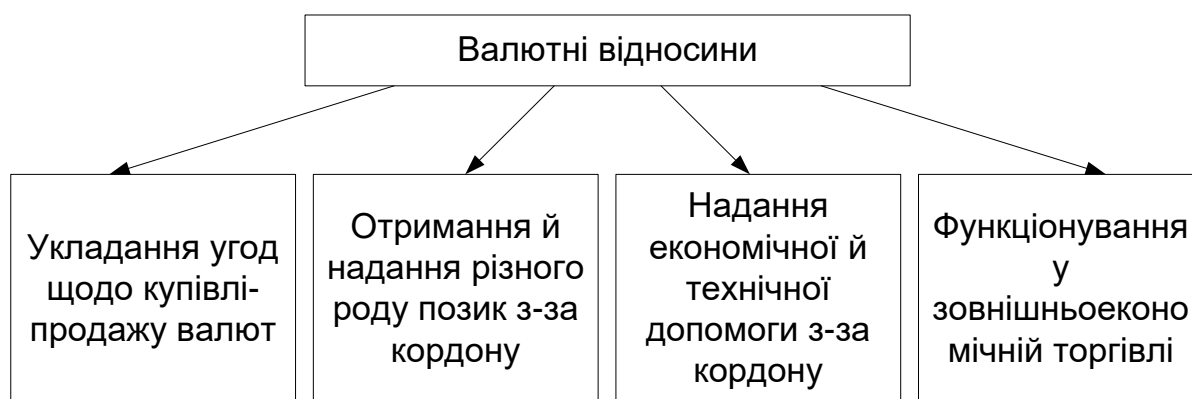 Валютні відносини
Укладання угод
щодо купівлі-
продажу валют
Отримання й
надання різного
роду позик з-за
кордону
Надання
економічної й
технічної
допомоги з-за
кордону
Функціонування
у
зовнішньоеконо
мічній торгівлі